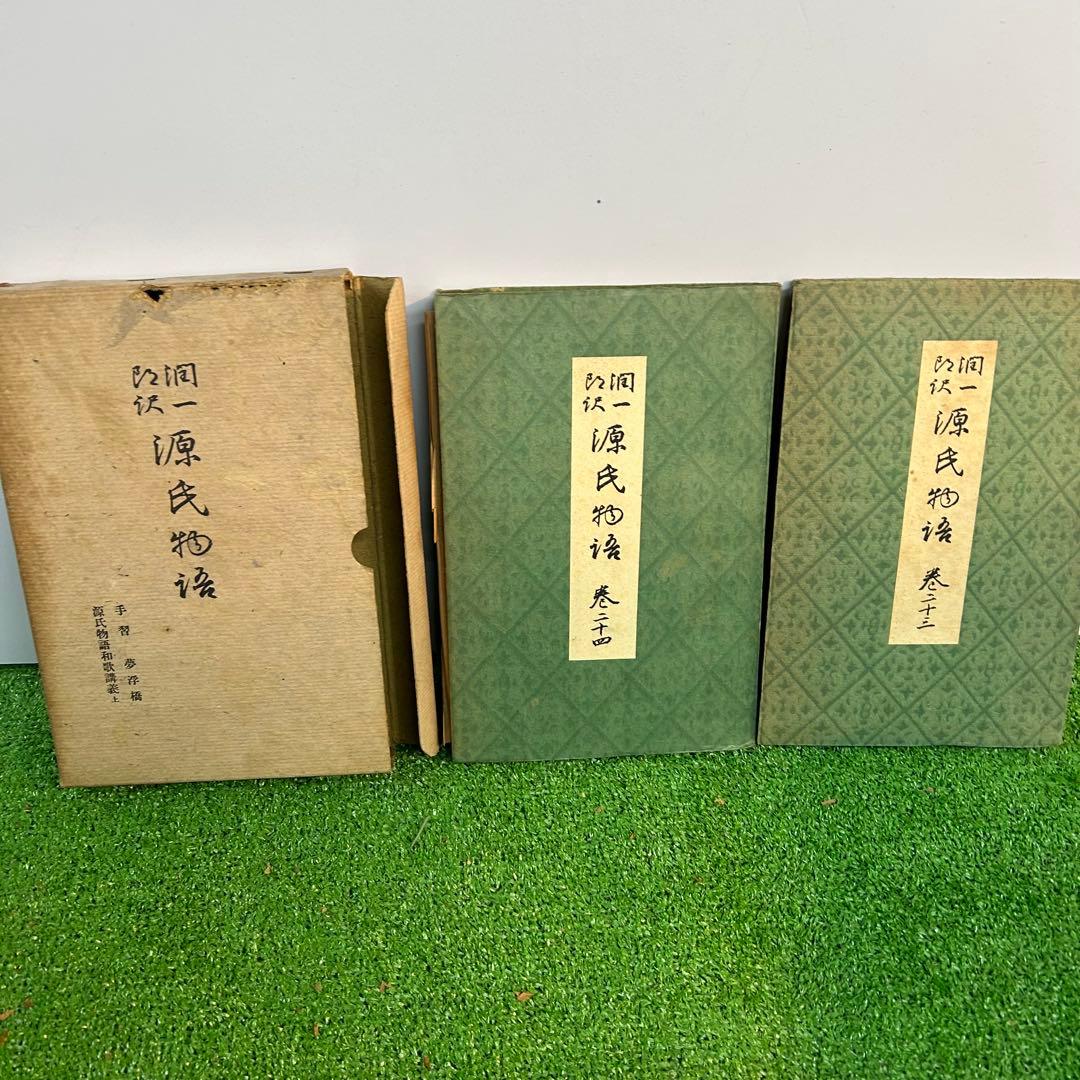 潤一
郎訳
源氏物語
手習 夢浮橋
源氏物語和歌講義 上
潤一
郎訳
源氏物語 卷二十四
潤一
郎訳
源氏物語 卷二十三